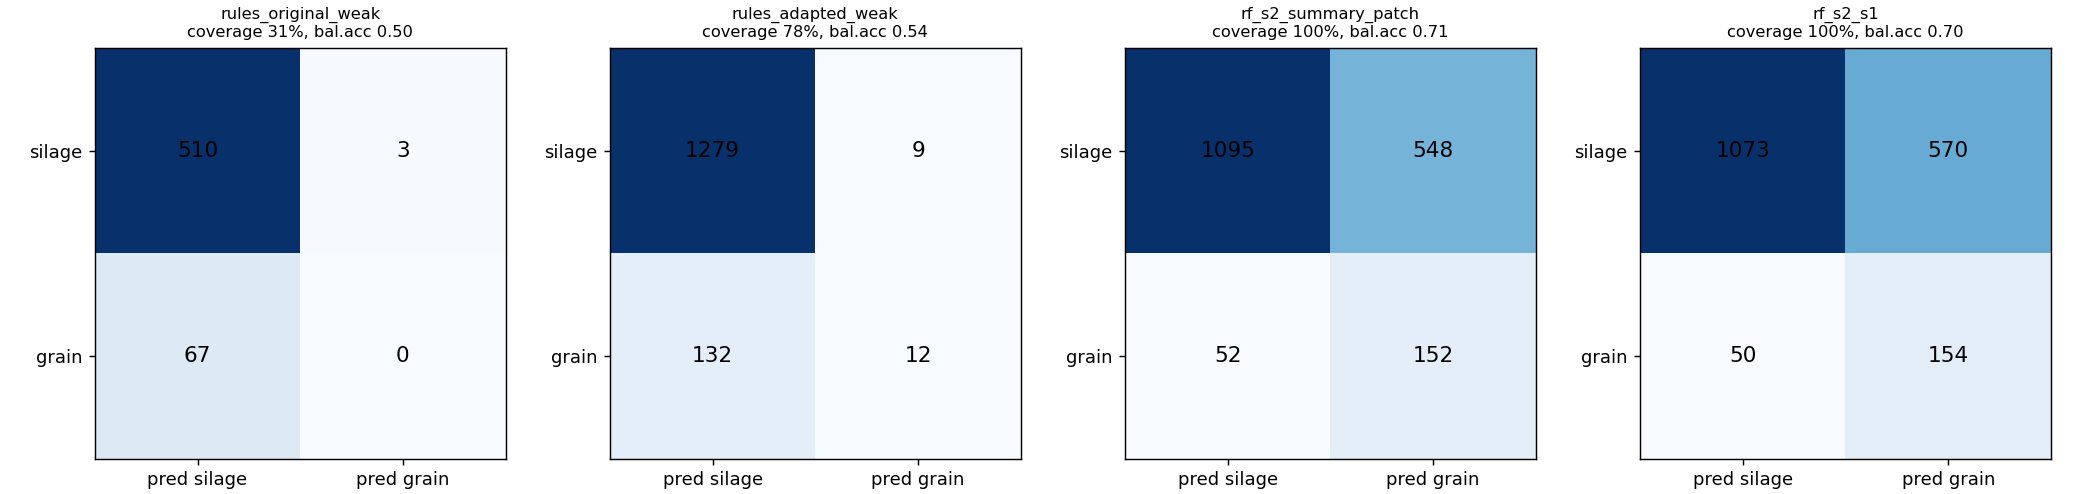 rules_original_weak
coverage 31%, bal.acc 0.50
silage
510
3
grain
67
0
pred silage
pred grain
rules_adapted_weak
coverage 78%, bal.acc 0.54
silage
1279
9
grain
132
12
pred silage
pred grain
rf_s2_summary_patch
coverage 100%, bal.acc 0.71
silage
1095
548
grain
52
152
pred silage
pred grain
rf_s2_s1
coverage 100%, bal.acc 0.70
silage
1073
570
grain
50
154
pred silage
pred grain